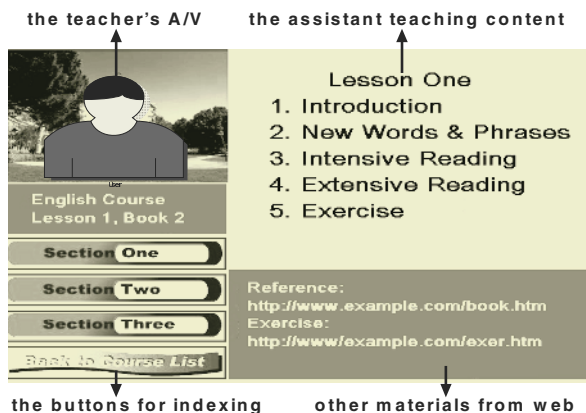 the teacher's A/V
the assistant teaching content
User
English Course
Lesson 1, Book 2
Section One
Section Two
Section Three
Back to Course List
Lesson One
1. Introduction
2. New Words & Phrases
3. Intensive Reading
4. Extensive Reading
5. Exercise
Reference:
http://www.example.com/book.htm
Exercise:
http://www/example.com/exer.htm
the buttons for indexing
other materials from web